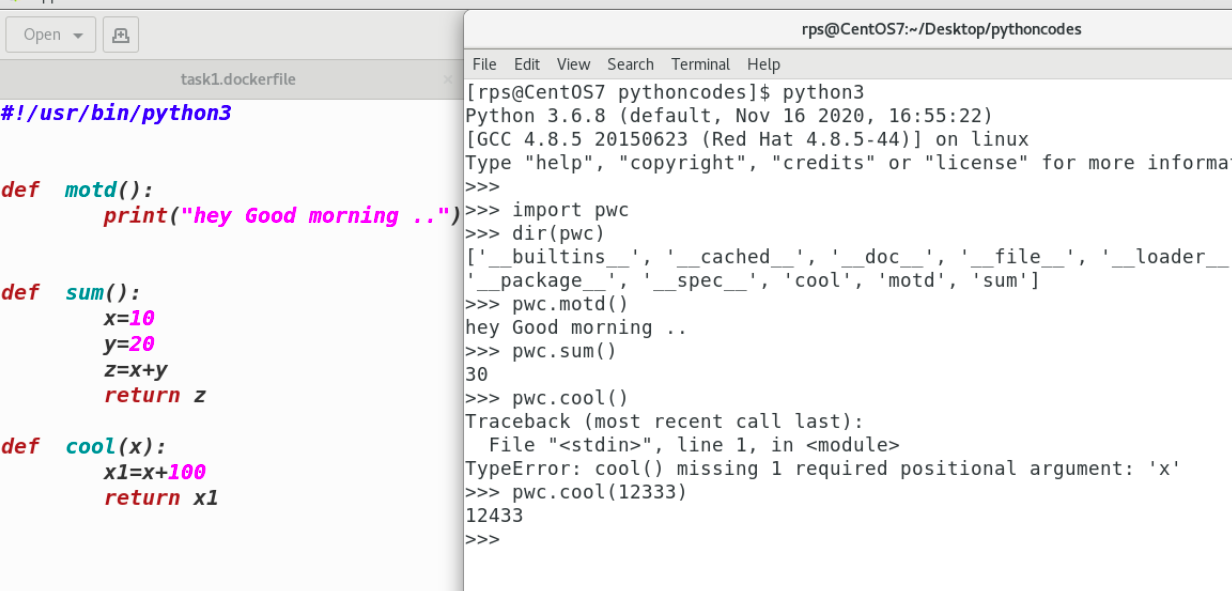 Open
task1.dockerfile
#!/usr/bin/python3
def  motd():
        print("hey Good morning ..")
def  sum():
        x=10
        y=20
        z=x+y
        return z
def  cool(x):
        x1=x+100
        return x1
rps@CentOS7:~/Desktop/pythoncodes
File  Edit  View  Search  Terminal  Help
[rps@CentOS7 pythoncodes]$ python3
Python 3.6.8 (default, Nov 16 2020, 16:55:22)
[GCC 4.8.5 20150623 (Red Hat 4.8.5-44)] on linux
Type "help", "copyright", "credits" or "license" for more informa
>>>
>>> import pwc
>>> dir(pwc)
['__builtins__', '__cached__', '__doc__', '__file__', '__loader__
'__package__', '__spec__', 'cool', 'motd', 'sum']
>>> pwc.motd()
hey Good morning ..
>>> pwc.sum()
30
>>> pwc.cool()
Traceback (most recent call last):
  File "<stdin>", line 1, in <module>
TypeError: cool() missing 1 required positional argument: 'x'
>>> pwc.cool(12333)
12433
>>>